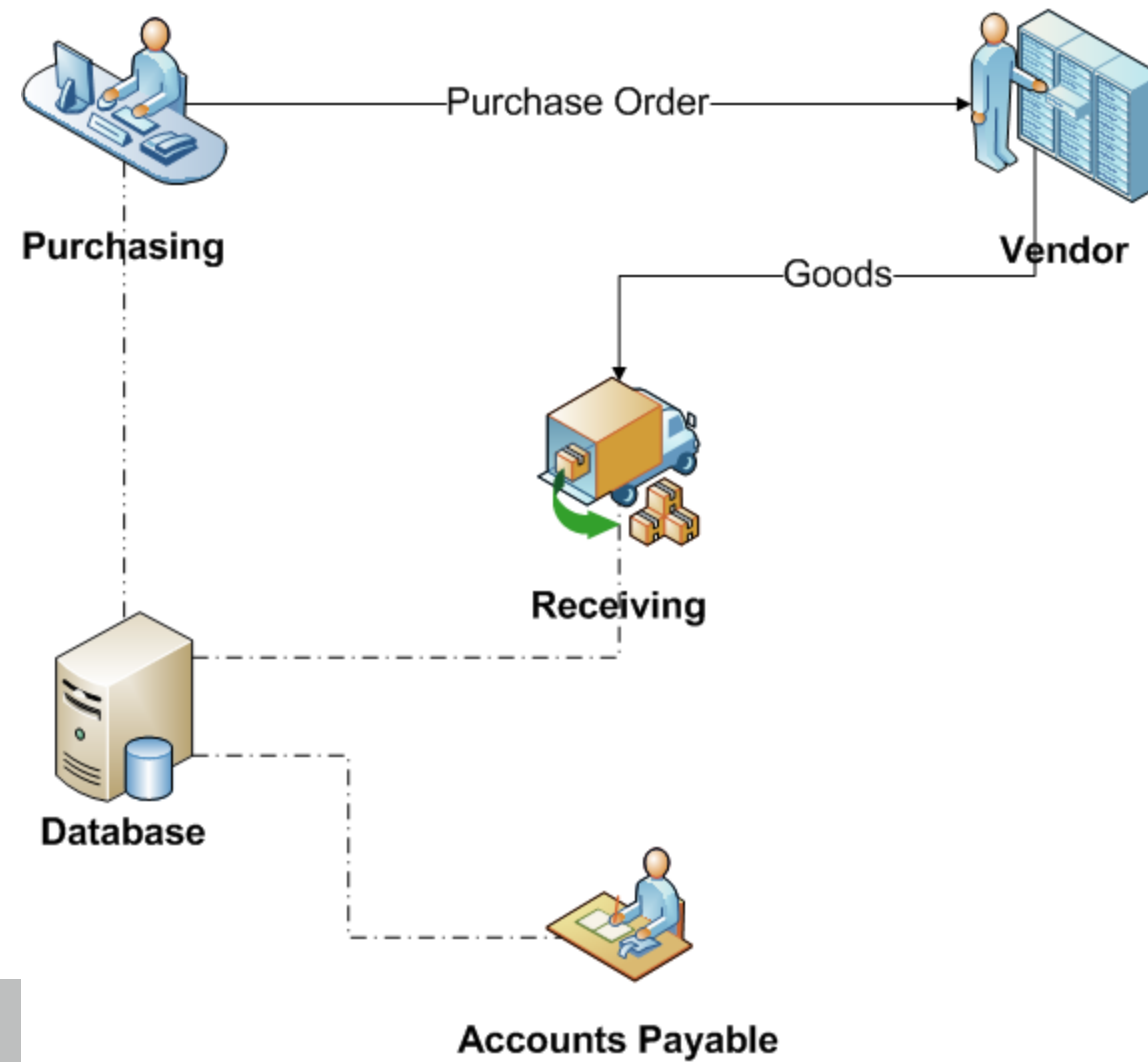 Purchase Order
Purchasing
Vendor
Goods
Receiving
Database
Accounts Payable